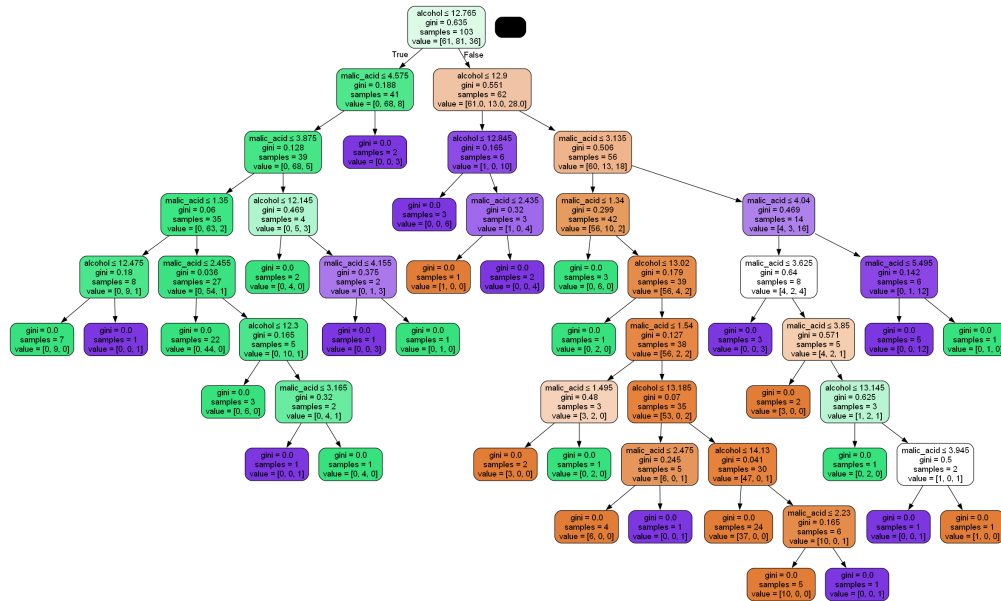 alcohol ≤ 12.765
gini = 0.635
samples = 103
value = [61, 81, 36]
True
False
malic_acid ≤ 4.575
gini = 0.188
samples = 41
value = [0, 68, 8]
alcohol ≤ 12.9
gini = 0.551
samples = 62
value = [61.0, 13.0, 28.0]
malic_acid ≤ 3.875
gini = 0.128
samples = 39
value = [0, 68, 5]
gini = 0.0
samples = 2
value = [0, 0, 3]
alcohol ≤ 12.845
gini = 0.165
samples = 6
value = [1, 0, 10]
malic_acid ≤ 3.135
gini = 0.506
samples = 56
value = [60, 13, 18]
malic_acid ≤ 1.35
gini = 0.06
samples = 35
value = [0, 63, 2]
alcohol ≤ 12.145
gini = 0.469
samples = 4
value = [0, 5, 3]
gini = 0.0
samples = 3
value = [0, 0, 6]
malic_acid ≤ 2.435
gini = 0.32
samples = 3
value = [1, 0, 4]
malic_acid ≤ 1.34
gini = 0.299
samples = 42
value = [56, 10, 2]
malic_acid ≤ 4.04
gini = 0.469
samples = 14
value = [4, 3, 16]
alcohol ≤ 12.475
gini = 0.18
samples = 8
value = [0, 9, 1]
malic_acid ≤ 2.455
gini = 0.036
samples = 27
value = [0, 54, 1]
gini = 0.0
samples = 2
value = [0, 4, 0]
malic_acid ≤ 4.155
gini = 0.375
samples = 2
value = [0, 1, 3]
gini = 0.0
samples = 1
value = [1, 0, 0]
gini = 0.0
samples = 2
value = [0, 0, 4]
gini = 0.0
samples = 3
value = [0, 6, 0]
alcohol ≤ 13.02
gini = 0.179
samples = 39
value = [56, 4, 2]
malic_acid ≤ 3.625
gini = 0.64
samples = 8
value = [4, 2, 4]
malic_acid ≤ 5.495
gini = 0.142
samples = 6
value = [0, 1, 12]
gini = 0.0
samples = 7
value = [0, 9, 0]
gini = 0.0
samples = 1
value = [0, 0, 1]
gini = 0.0
samples = 22
value = [0, 44, 0]
alcohol ≤ 12.3
gini = 0.165
samples = 5
value = [0, 10, 1]
gini = 0.0
samples = 1
value = [0, 0, 3]
gini = 0.0
samples = 1
value = [0, 1, 0]
gini = 0.0
samples = 1
value = [0, 2, 0]
malic_acid ≤ 1.54
gini = 0.127
samples = 38
value = [56, 2, 2]
gini = 0.0
samples = 3
value = [0, 0, 3]
malic_acid ≤ 3.85
gini = 0.571
samples = 5
value = [4, 2, 1]
gini = 0.0
samples = 5
value = [0, 0, 12]
gini = 0.0
samples = 1
value = [0, 1, 0]
gini = 0.0
samples = 3
value = [0, 6, 0]
malic_acid ≤ 3.165
gini = 0.32
samples = 2
value = [0, 4, 1]
malic_acid ≤ 1.495
gini = 0.48
samples = 3
value = [3, 2, 0]
alcohol ≤ 13.185
gini = 0.07
samples = 35
value = [53, 0, 2]
gini = 0.0
samples = 2
value = [3, 0, 0]
alcohol ≤ 13.145
gini = 0.625
samples = 3
value = [1, 2, 1]
gini = 0.0
samples = 1
value = [0, 0, 1]
gini = 0.0
samples = 1
value = [0, 4, 0]
gini = 0.0
samples = 2
value = [3, 0, 0]
gini = 0.0
samples = 1
value = [0, 2, 0]
malic_acid ≤ 2.475
gini = 0.245
samples = 5
value = [6, 0, 1]
alcohol ≤ 14.13
gini = 0.041
samples = 30
value = [47, 0, 1]
gini = 0.0
samples = 1
value = [0, 2, 0]
malic_acid ≤ 3.945
gini = 0.5
samples = 2
value = [1, 0, 1]
gini = 0.0
samples = 4
value = [6, 0, 0]
gini = 0.0
samples = 1
value = [0, 0, 1]
gini = 0.0
samples = 24
value = [37, 0, 0]
malic_acid ≤ 2.23
gini = 0.165
samples = 6
value = [10, 0, 1]
gini = 0.0
samples = 1
value = [0, 0, 1]
gini = 0.0
samples = 1
value = [1, 0, 0]
gini = 0.0
samples = 5
value = [10, 0, 0]
gini = 0.0
samples = 1
value = [0, 0, 1]